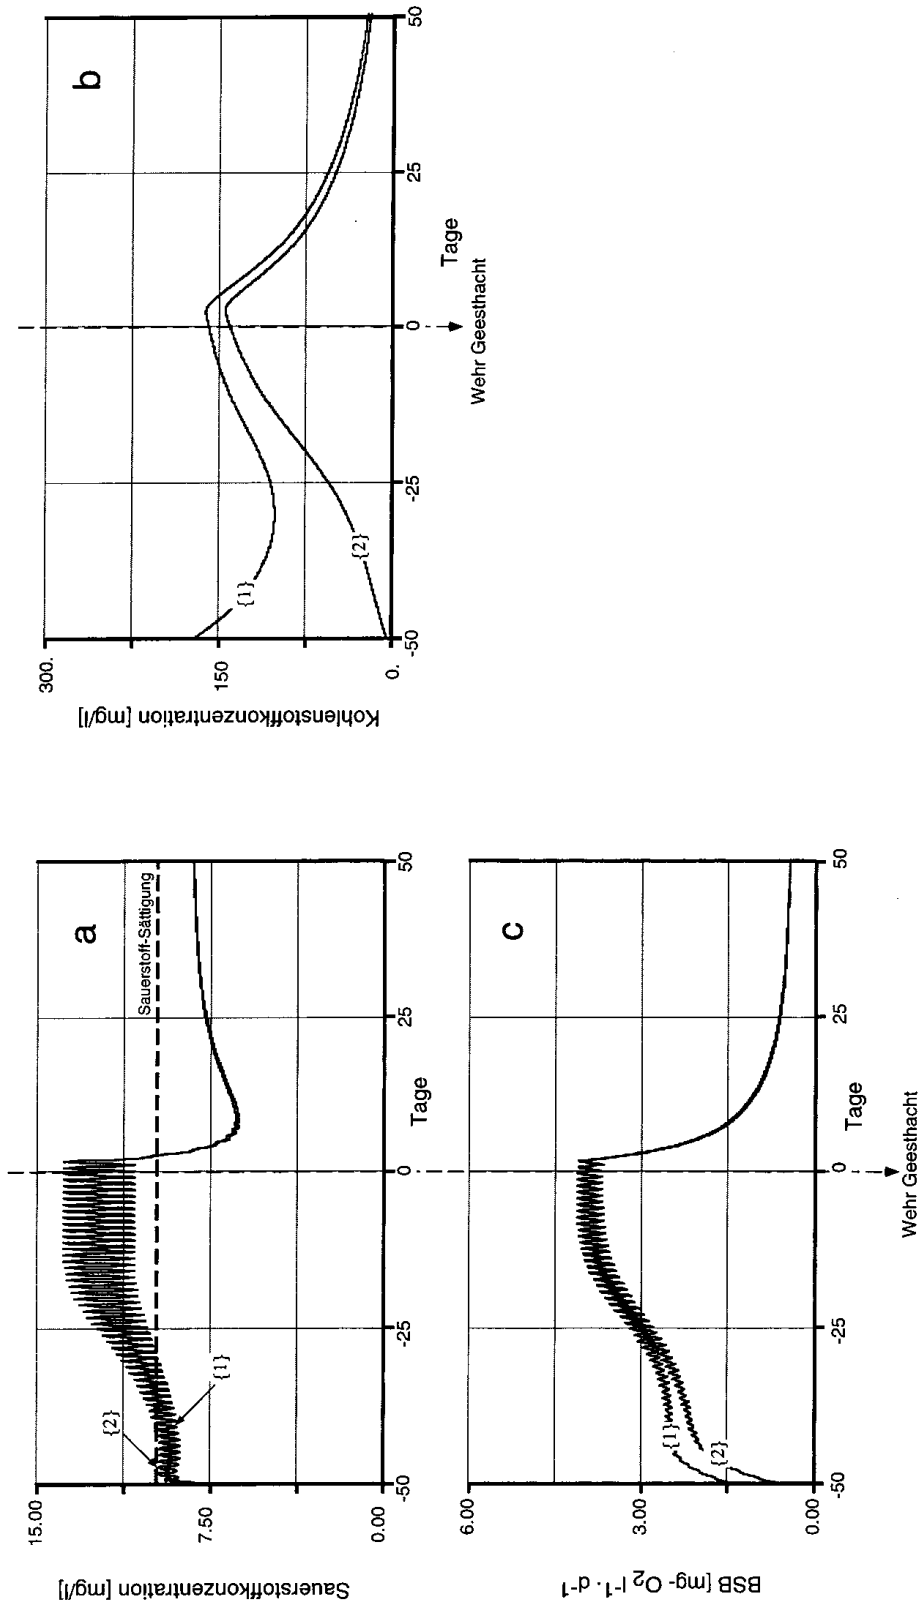 a
Sauerstoffkonzentration [mg/l]
15.00
7.50
0.00
Sauerstoff-Sättigung
{2}
{1}
-50
-25
0
25
50
Tage
b
Kohlenstoffkonzentration [mg/l]
300.
150
0.
{1}
{2}
-50
-25
0
25
50
Tage
Wehr Geesthacht
c
BSB [mg- O₂ l⁻¹ · d⁻¹
6.00
3.00
0.00
{1}
{2}
-50
-25
0
25
50
Tage
Wehr Geesthacht